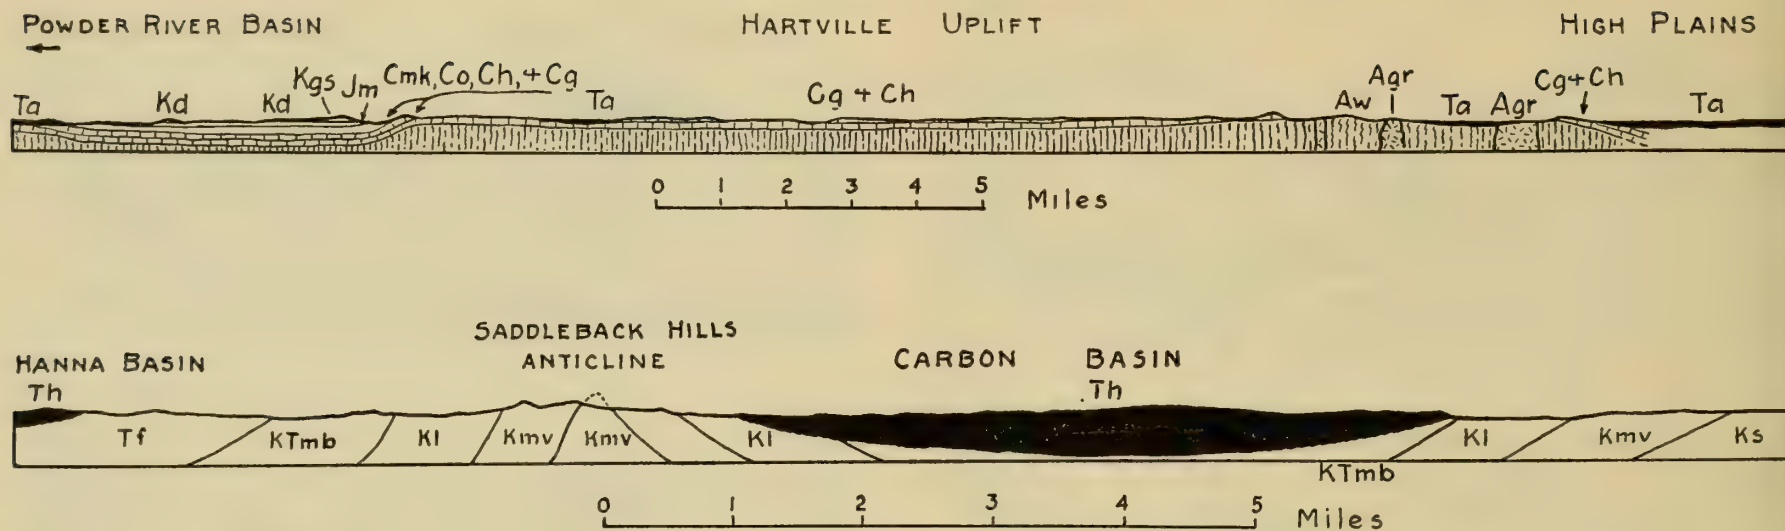 POWDER RIVER BASIN HARTVILLE UPLIFT HIGH PLAINS
Ta Kd Kd Kgs Jm Cmk, Co, Ch, + Cg Ta Cg + Ch Aw Agr Ta Agr Cg + Ch Ta
0 1 2 3 4 5 Miles
SADDLEBACK HILLS
HANNA BASIN ANTICLINE CARBON BASIN
Th Th
Tf KTmb Kl Kmv Kmv Kl Kl Kmv Ks
KTmb
0 1 2 3 4 5 Miles